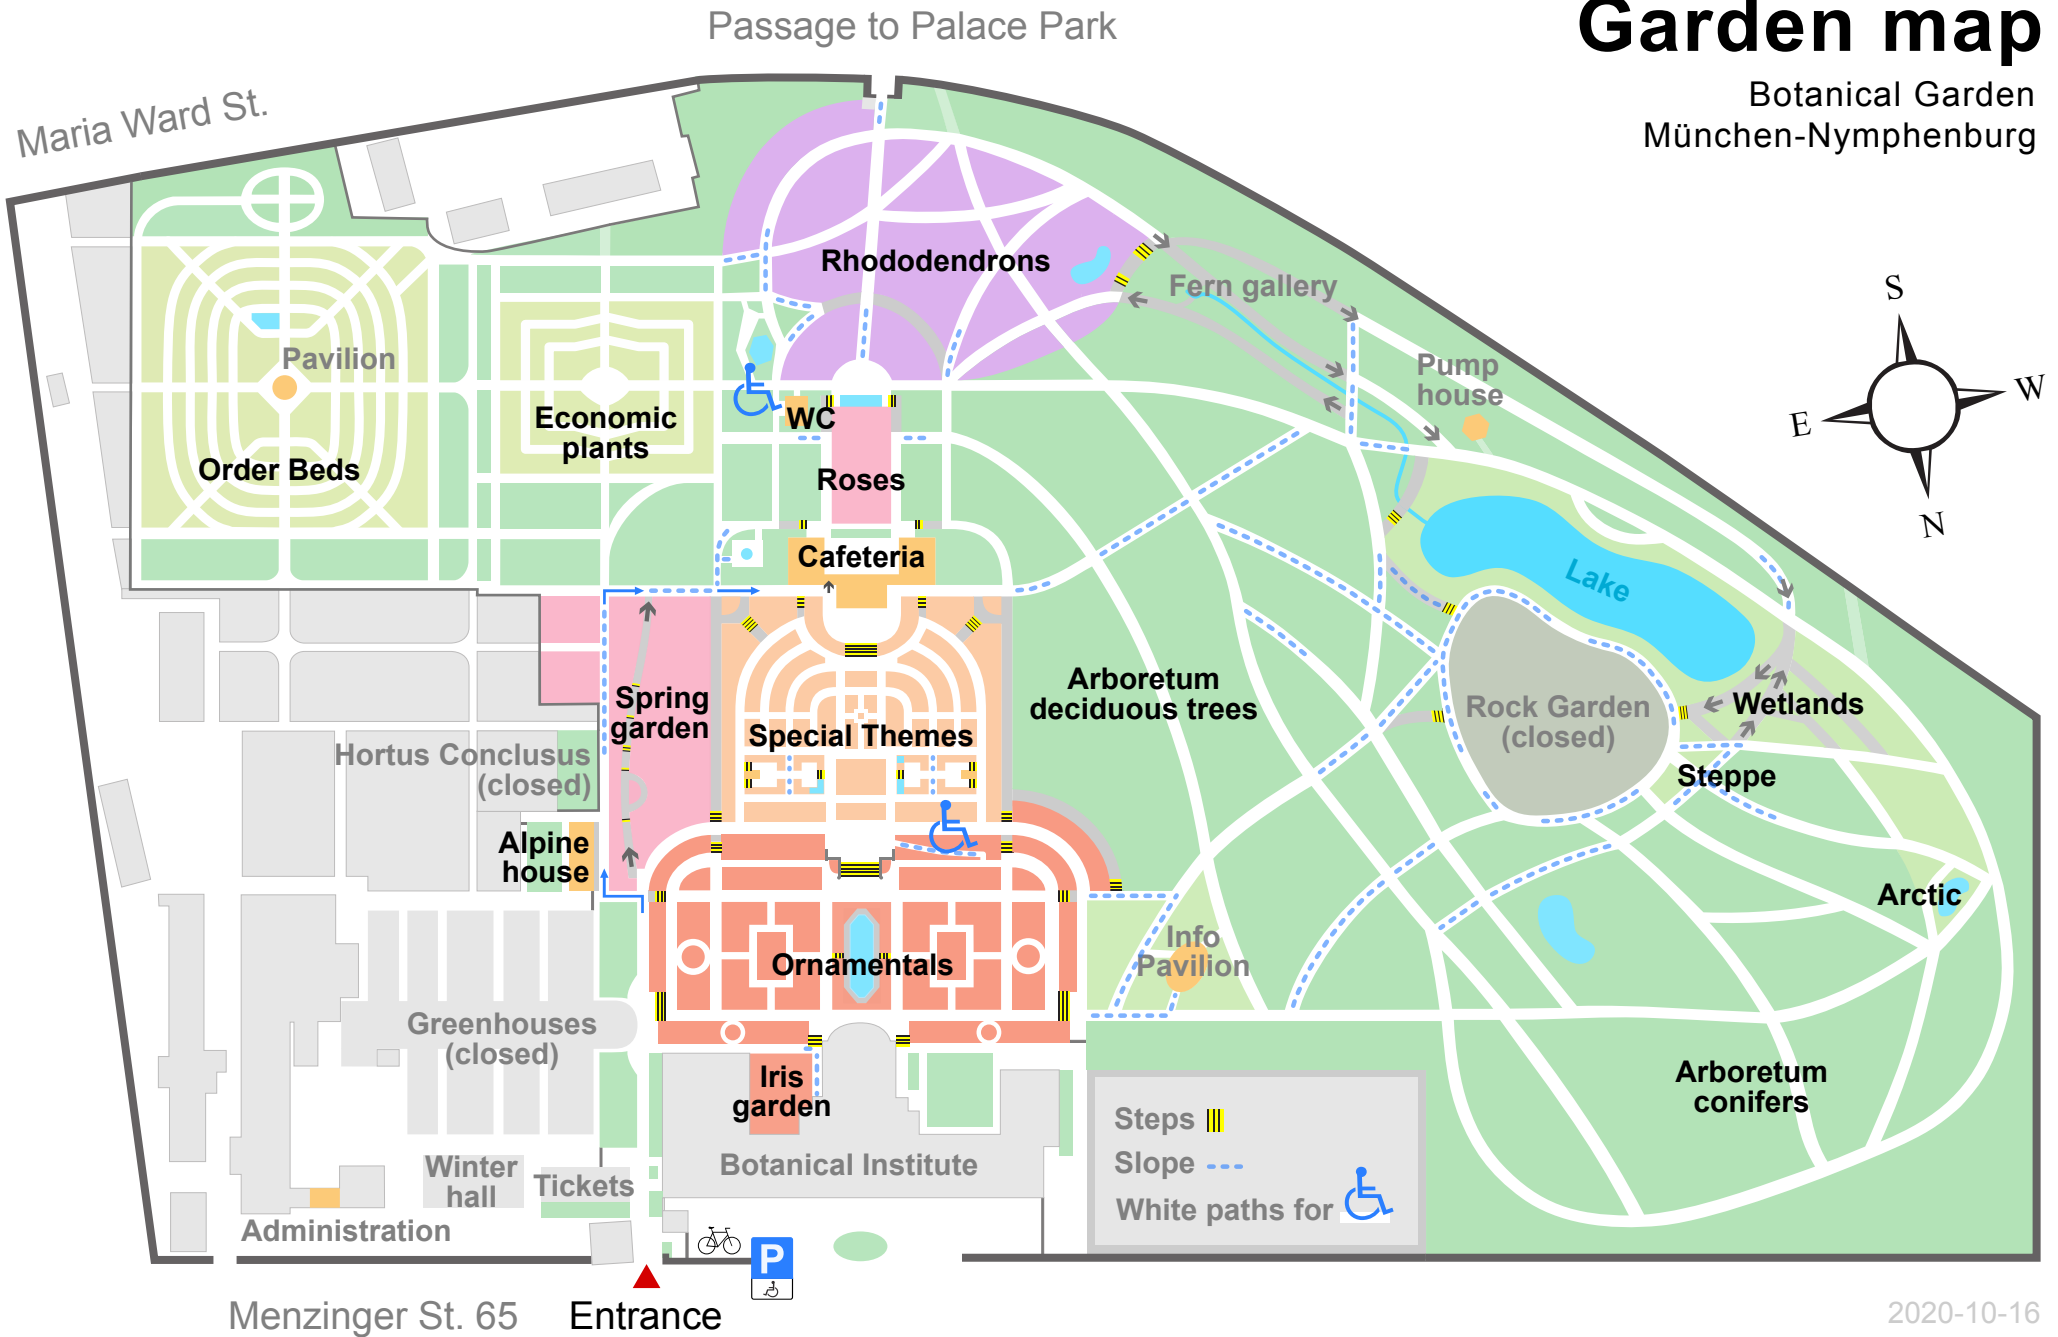 Passage to Palace Park
Garden map
Botanical Garden
München-Nymphenburg
Maria Ward St.
Rhododendrons
Fern gallery
S
W
E
N
Pavilion
Pump
house
Economic
plants
WC
Order Beds
Roses
Cafeteria
Lake
Arboretum
deciduous trees
Spring
garden
Special Themes
Rock Garden
(closed)
Wetlands
Hortus Conclusus
(closed)
Steppe
Alpine
house
Arctic
Info
Pavilion
Ornamentals
Greenhouses
(closed)
Iris
garden
Arboretum
conifers
Steps
Slope
White paths for
Botanical Institute
Winter
hall
Tickets
Administration
P
Menzinger St. 65
Entrance
2020-10-16